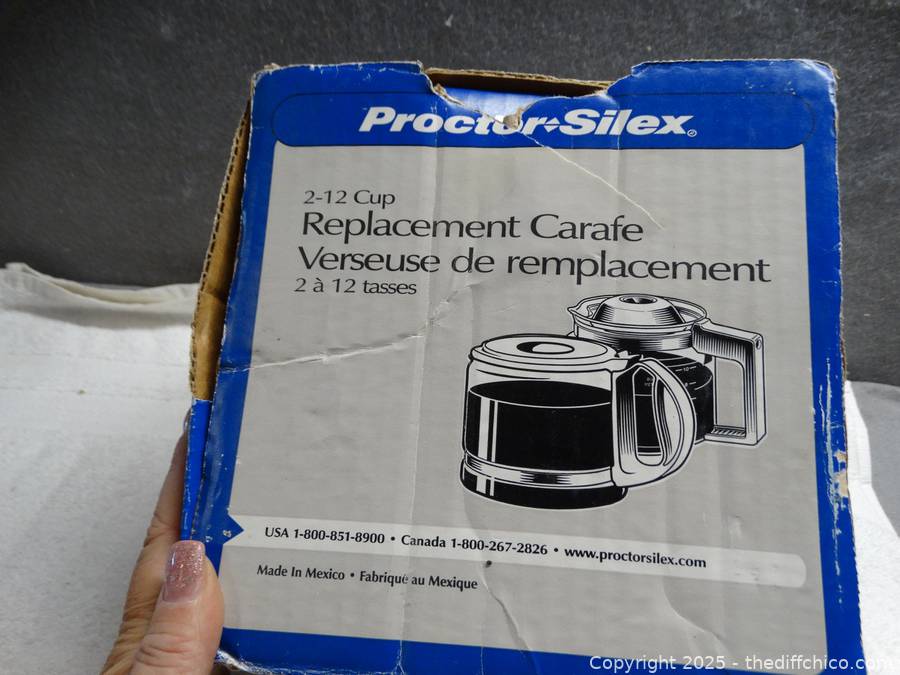 Proctor-Silex®
2-12 Cup
Replacement Carafe
Verseuse de remplacement
2 à 12 tasses
USA 1-800-851-8900 • Canada 1-800-267-2826 • www.proctorsilex.com
Made In Mexico • Fabriqué au Mexique
Copyright 2025 - thediffchico.com